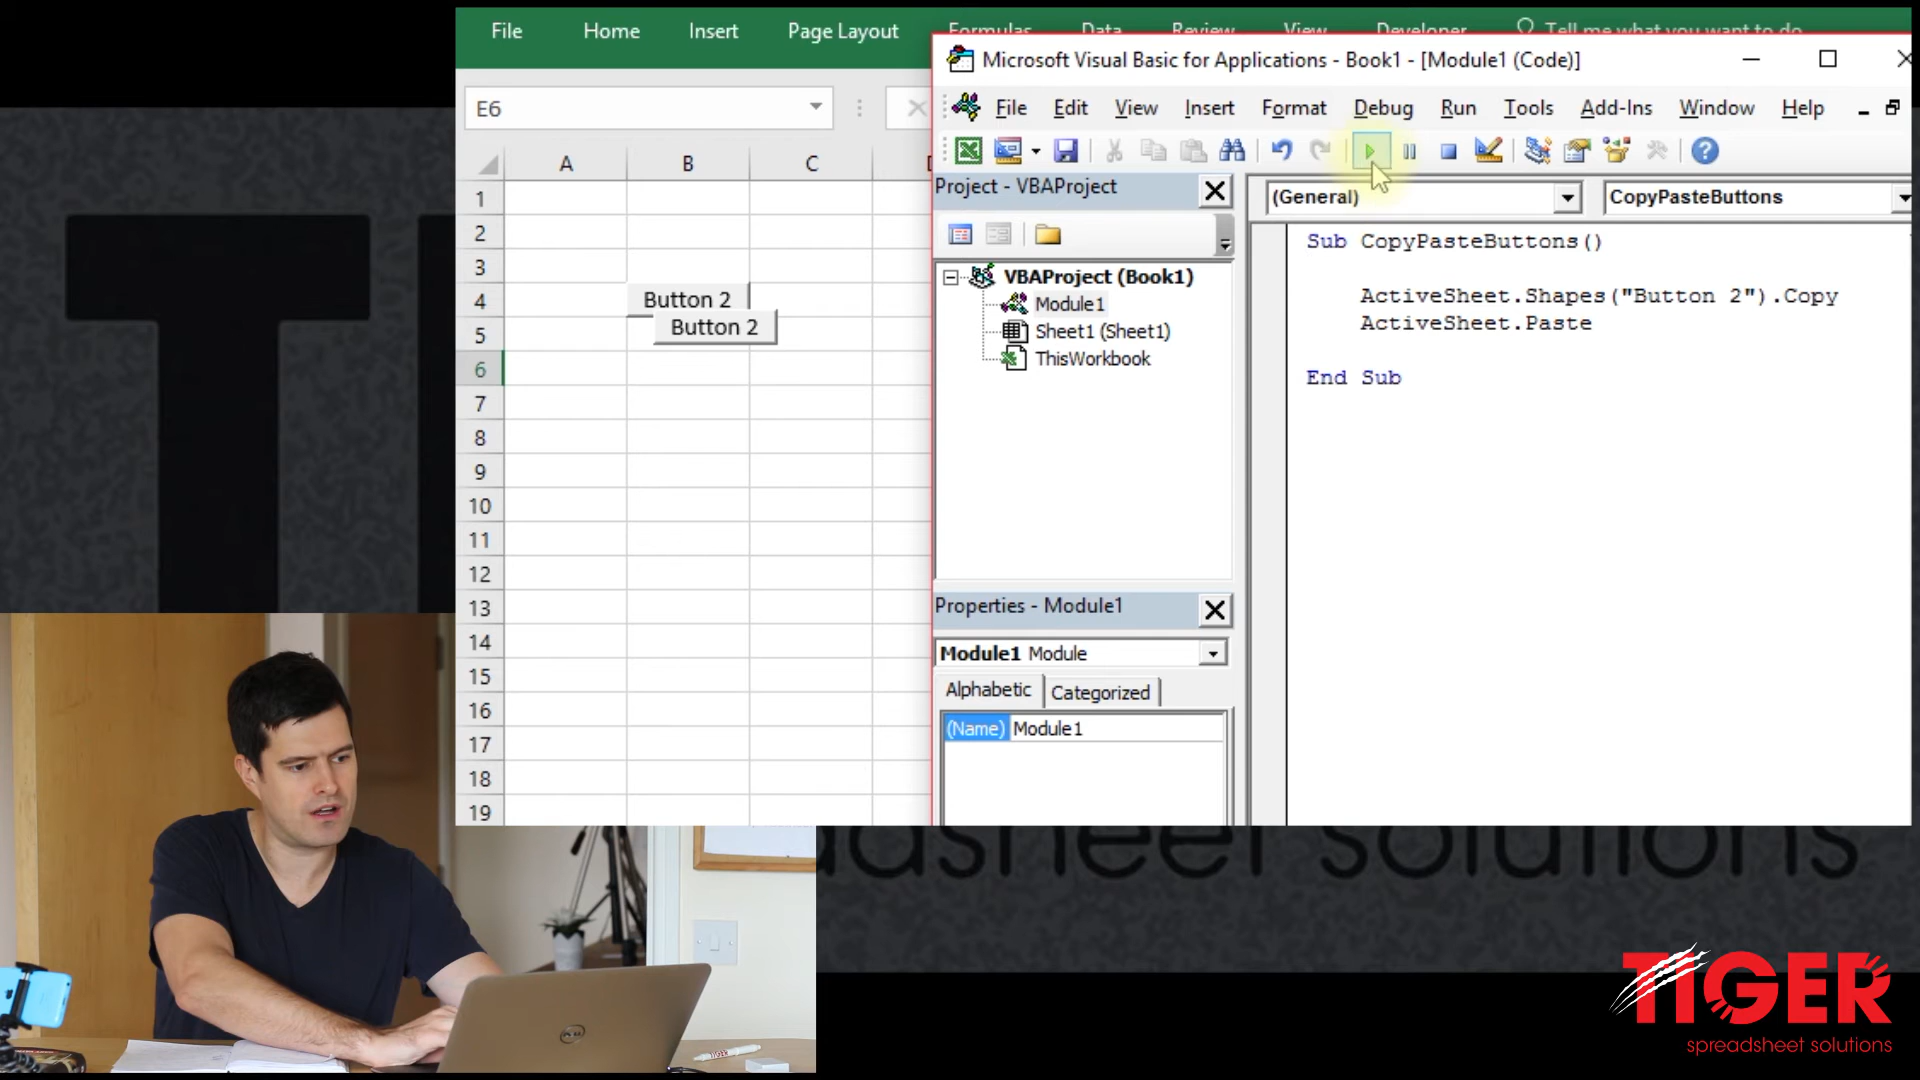 File Home Insert Page Layout Formulas Data Review View Developer Tell me what you want to do
Microsoft Visual Basic for Applications - Book1 - [Module1 (Code)]
E6
File Edit View Insert Format Debug Run Tools Add-Ins Window Help
A B C
Project - VBAProject
(General) CopyPasteButtons
1
2
3
4
5
6
7
8
9
10
11
12
13
14
15
16
17
18
19
Button 2
Button 2
VBAProject (Book1)
Module1
Sheet1 (Sheet1)
ThisWorkbook
Sub CopyPasteButtons()
ActiveSheet.Shapes("Button 2").Copy
ActiveSheet.Paste
End Sub
Properties - Module1
Module1 Module
Alphabetic Categorized
(Name) Module1
solutions
DELL
TIGER
TIGER
spreadsheet solutions